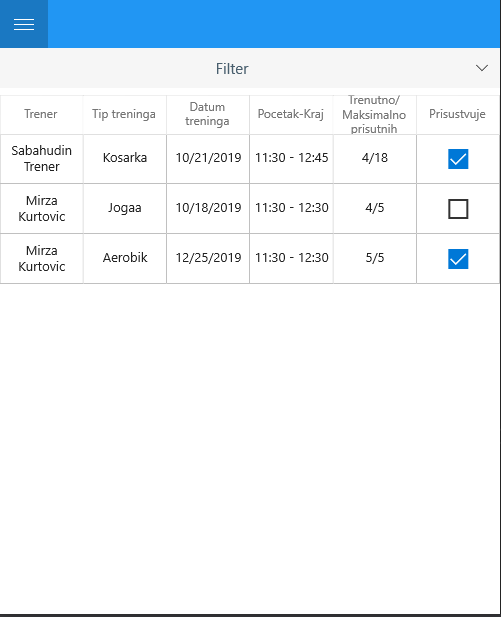 Filter
Trener Tip treninga Datum treninga Pocetak-Kraj Trenutno/ Maksimalno prisutnih Prisustvuje
Sabahudin Trener Kosarka 10/21/2019 11:30 - 12:45 4/18
Mirza Kurtovic Jogaa 10/18/2019 11:30 - 12:30 4/5
Mirza Kurtovic Aerobik 12/25/2019 11:30 - 12:30 5/5